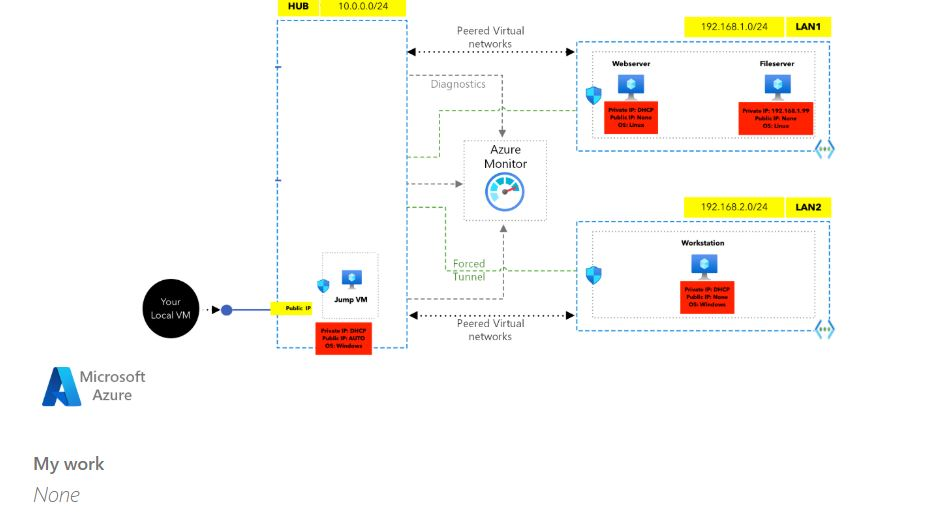 HUB
10.0.0.0/24
Peered Virtual
networks
192.168.1.0/24
LAN1
Diagnostics
Webserver
Fileserver
Private IP: DHCP
Public IP: None
OS: Linux
Private IP: 192.168.1.99
Public IP: None
OS: Linux
Azure
Monitor
192.168.2.0/24
LAN2
Workstation
Forced
Tunnel
Private IP: DHCP
Public IP: None
OS: Windows
Your
Local VM
Public IP
Jump VM
Peered Virtual
networks
Private IP: DHCP
Public IP: AUTO
OS: Windows
Microsoft
Azure
My work
None